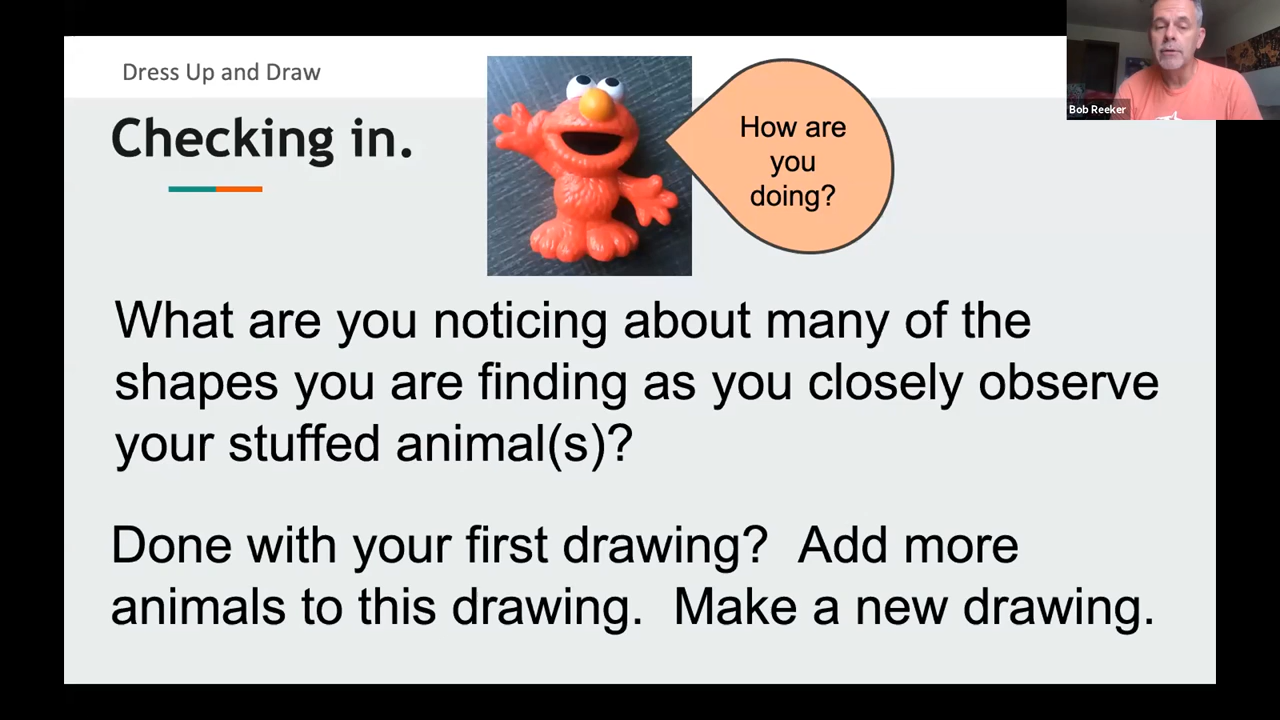 Dress Up and Draw
Checking in.
How are
you
doing?
Bob Reeker
What are you noticing about many of the
shapes you are finding as you closely observe
your stuffed animal(s)?
Done with your first drawing?  Add more
animals to this drawing.  Make a new drawing.